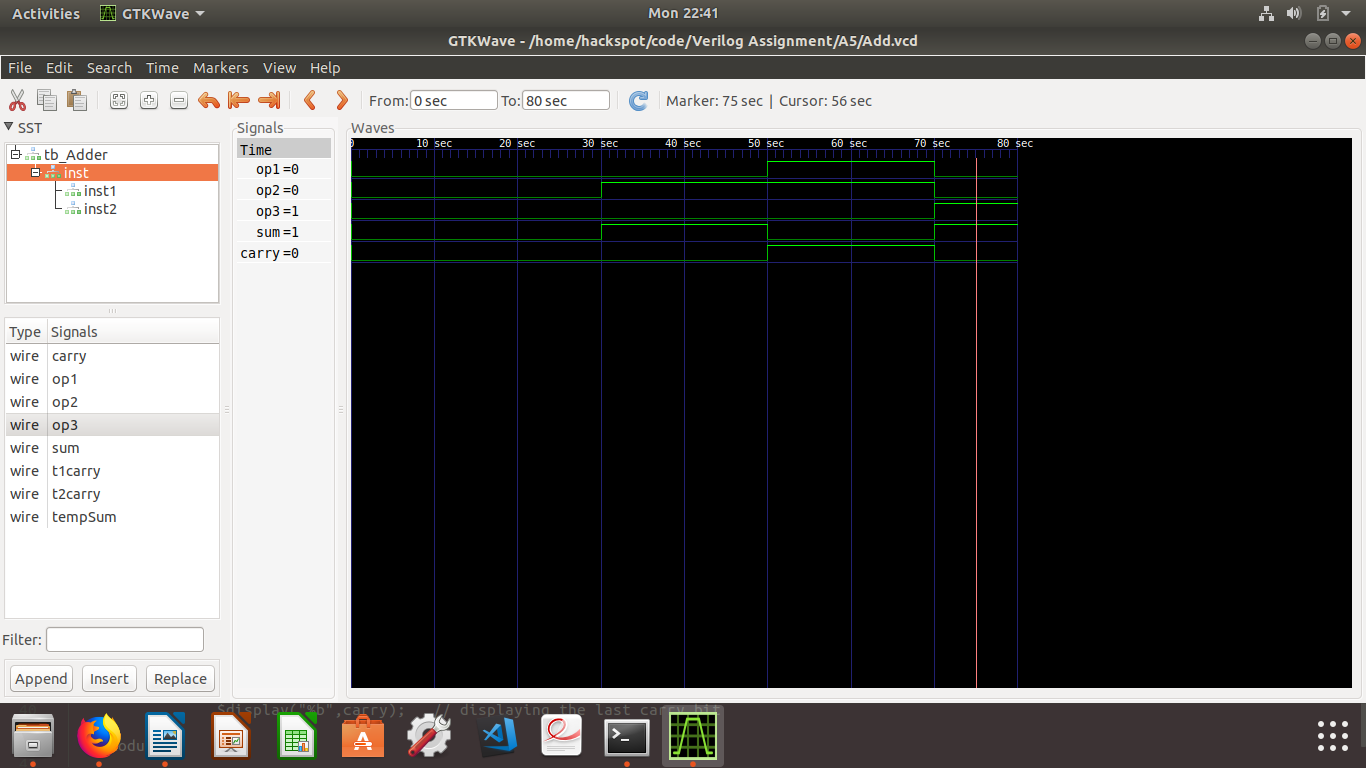 Activities GTKWave Mon 22:41
GTKWave - /home/hackspot/code/Verilog Assignment/A5/Add.vcd
File Edit Search Time Markers View Help
From: 0 sec To: 80 sec Marker: 75 sec | Cursor: 56 sec
SST
tb_Adder
inst
inst1
inst2
Type Signals
wire carry
wire op1
wire op2
wire op3
wire sum
wire t1carry
wire t2carry
wire tempSum
Filter:
Append Insert Replace
Signals
Time
op1=0
op2=0
op3=1
sum=1
carry=0
Waves
0 10 sec 20 sec 30 sec 40 sec 50 sec 60 sec 70 sec 80 sec
$display("%b",carry); // displaying the last carry bit